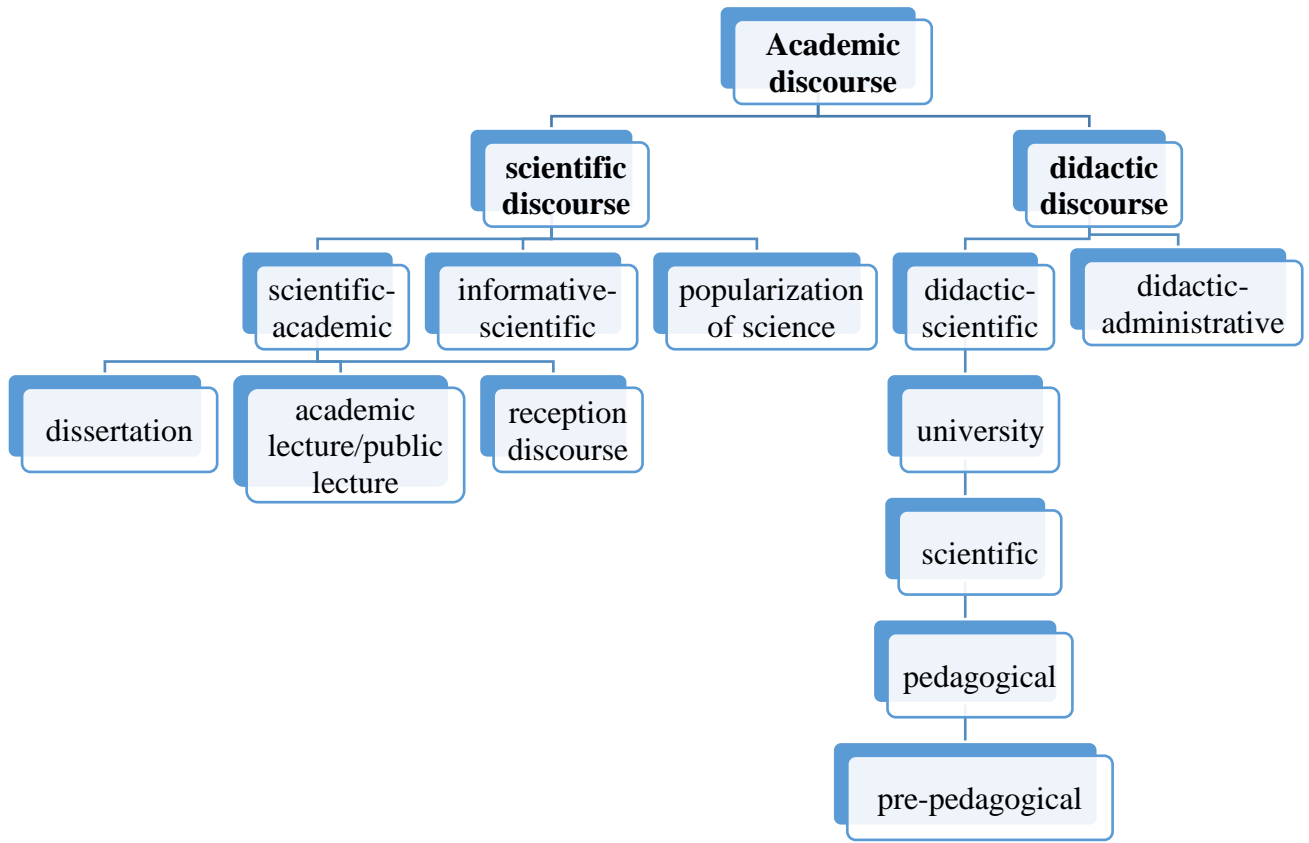 Academic
discourse
scientific
discourse
didactic
discourse
scientific-
academic
informative-
scientific
popularization
of science
didactic-
scientific
didactic-
administrative
dissertation
academic
lecture/public
lecture
reception
discourse
university
scientific
pedagogical
pre-pedagogical